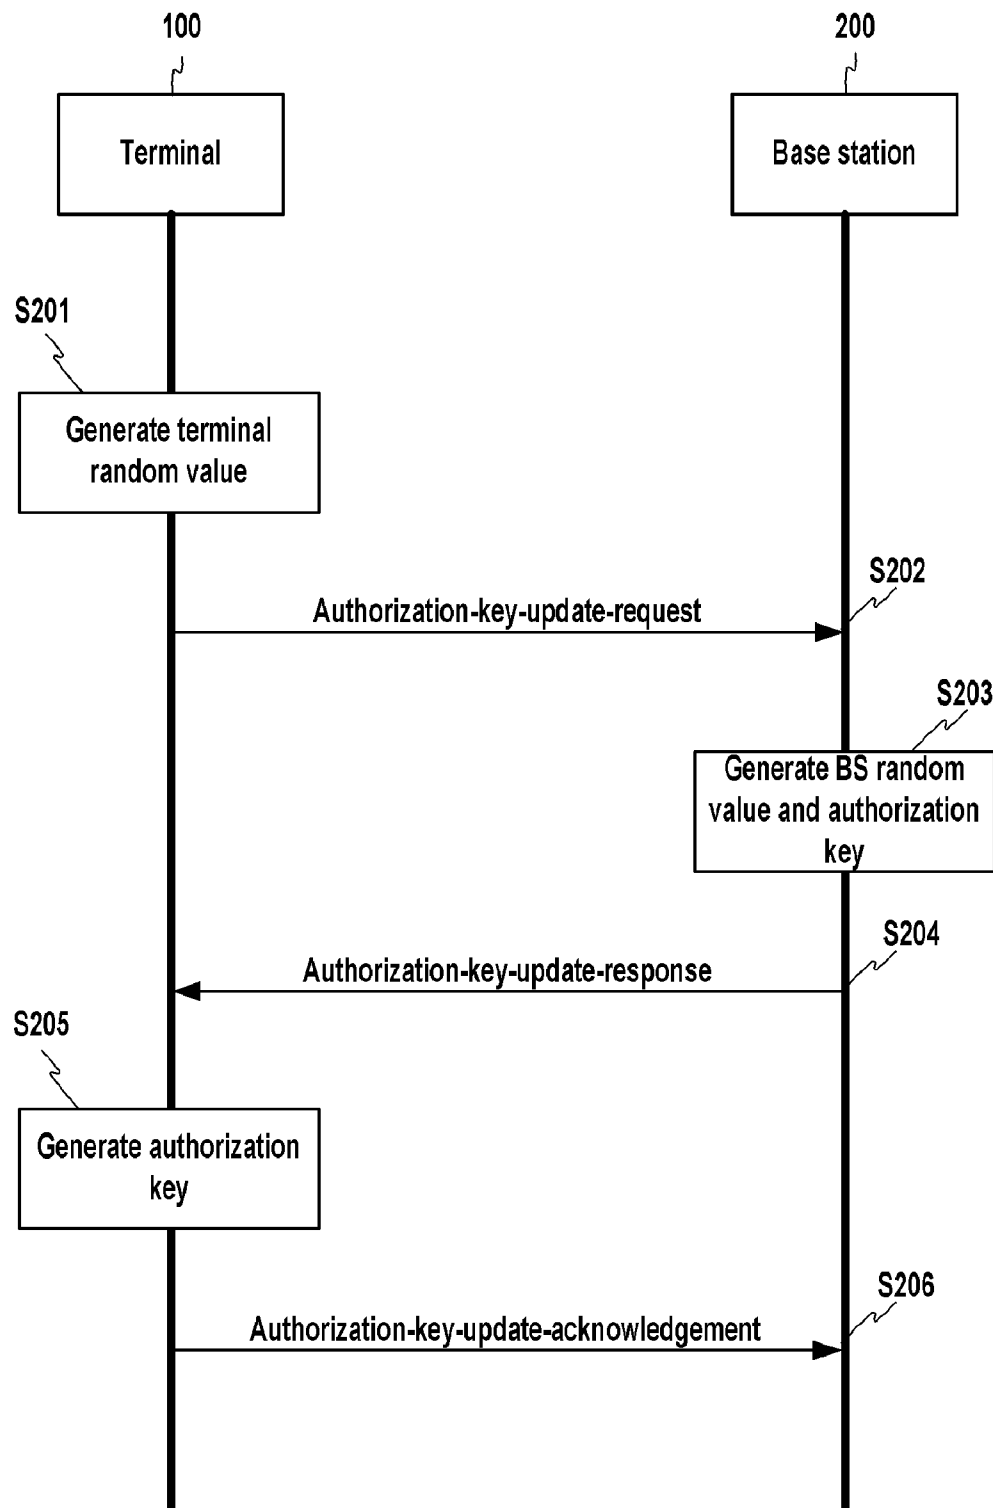 100
200
Terminal
Base station
S201
Generate terminal
random value
S202
Authorization-key-update-request
S203
Generate BS random
value and authorization
key
S204
Authorization-key-update-response
S205
Generate authorization
key
S206
Authorization-key-update-acknowledgement